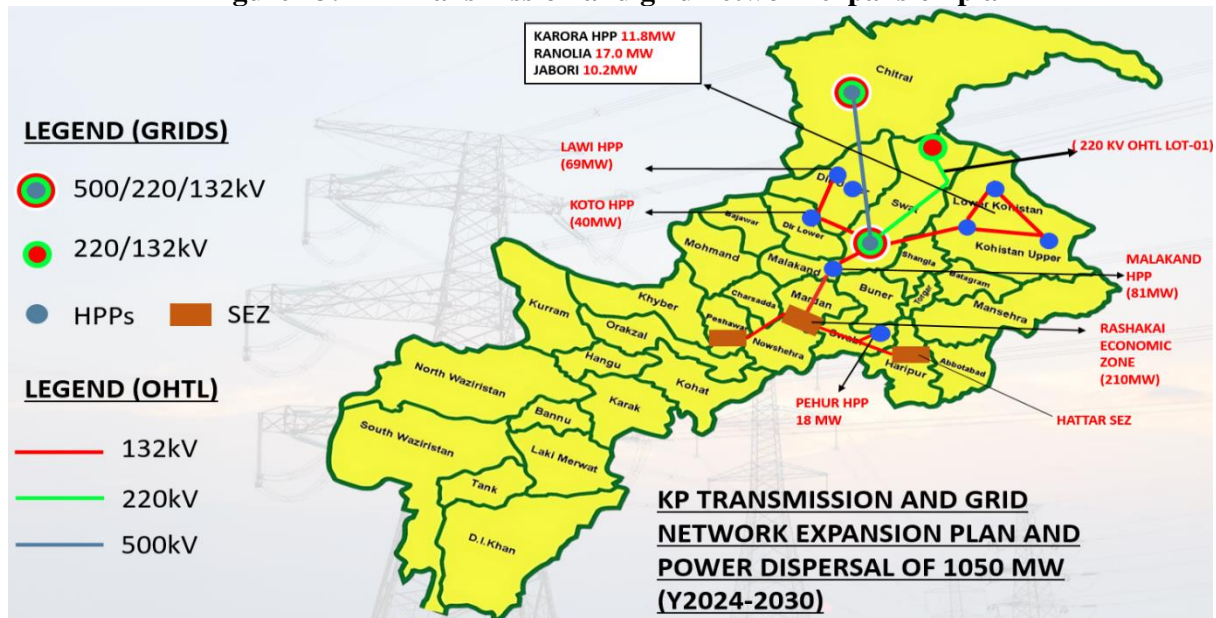 KARORA HPP 11.8MW
RANOLIA 17.0 MW
JABORI 10.2MW
Chitral
LEGEND (GRIDS)
500/220/132kV
220/132kV
HPPs
SEZ
LEGEND (OHTL)
132kV
220kV
500kV
LAWI HPP
(69MW)
KOTO HPP
(40MW)
( 220 KV OHTL LOT-01)
Swat
Lower Kohistan
Kohistan Upper
Bajawar
Dir Lower
Mohmand
Malakand
Shangla
Batagram
Torgar
Buner
Mansehra
MALAKAND
HPP
(81MW)
Khyber
Charsadda
Mardan
Peshawar
Nowshera
Swabi
Haripur
Abbotabad
RASHAKAI
ECONOMIC
ZONE
(210MW)
Kurram
Orakzal
Hangu
Kohat
North Waziristan
Karak
Bannu
South Waziristan
Laki Merwat
Tank
D.I.Khan
PEHUR HPP
18 MW
HATTAR SEZ
KP TRANSMISSION AND GRID
NETWORK EXPANSION PLAN AND
POWER DISPERSAL OF 1050 MW
(Y2024-2030)